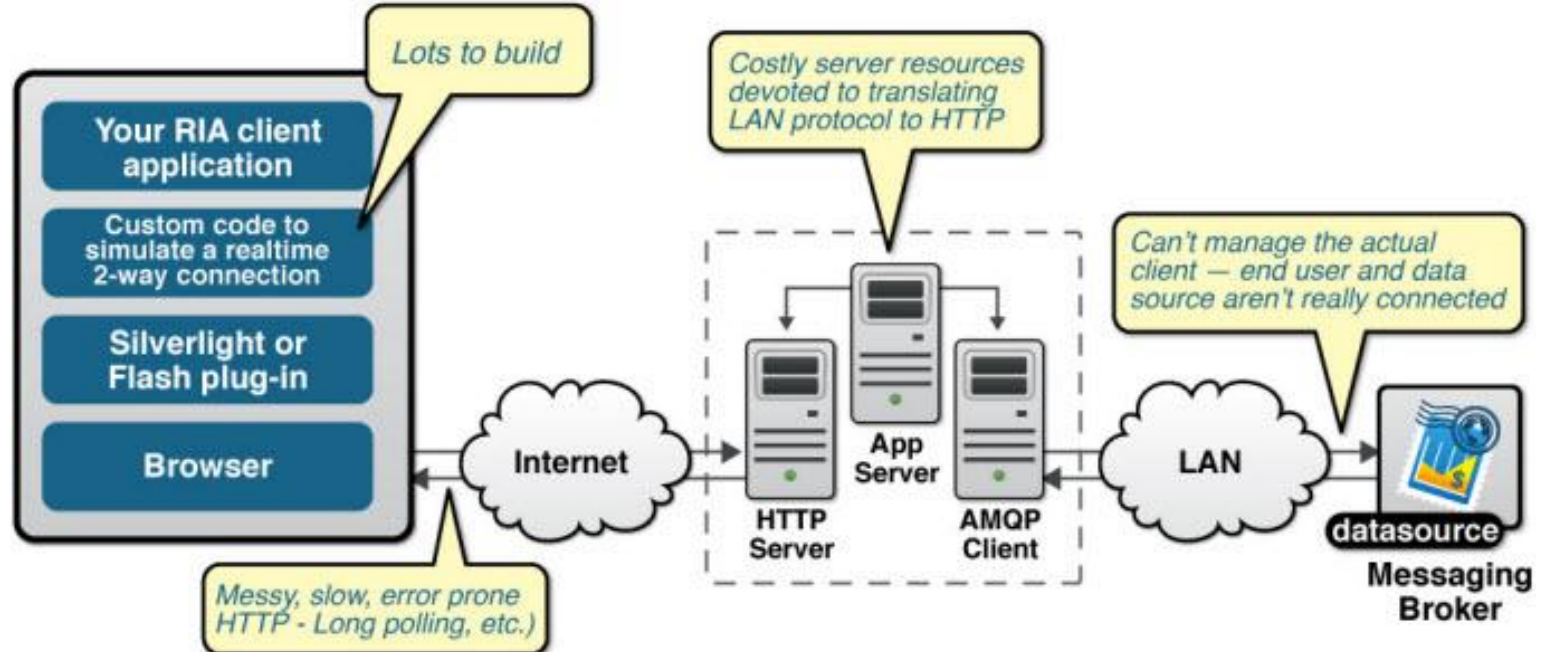 Lots to build
Your RIA client
application
Custom code to
simulate a realtime
2-way connection
Silverlight or
Flash plug-in
Browser
Messy, slow, error prone
HTTP - Long polling, etc.)
Internet
Costly server resources
devoted to translating
LAN protocol to HTTP
App
Server
HTTP
Server
AMQP
Client
LAN
Can't manage the actual
client — end user and data
source aren't really connected
$
datasource
Messaging
Broker